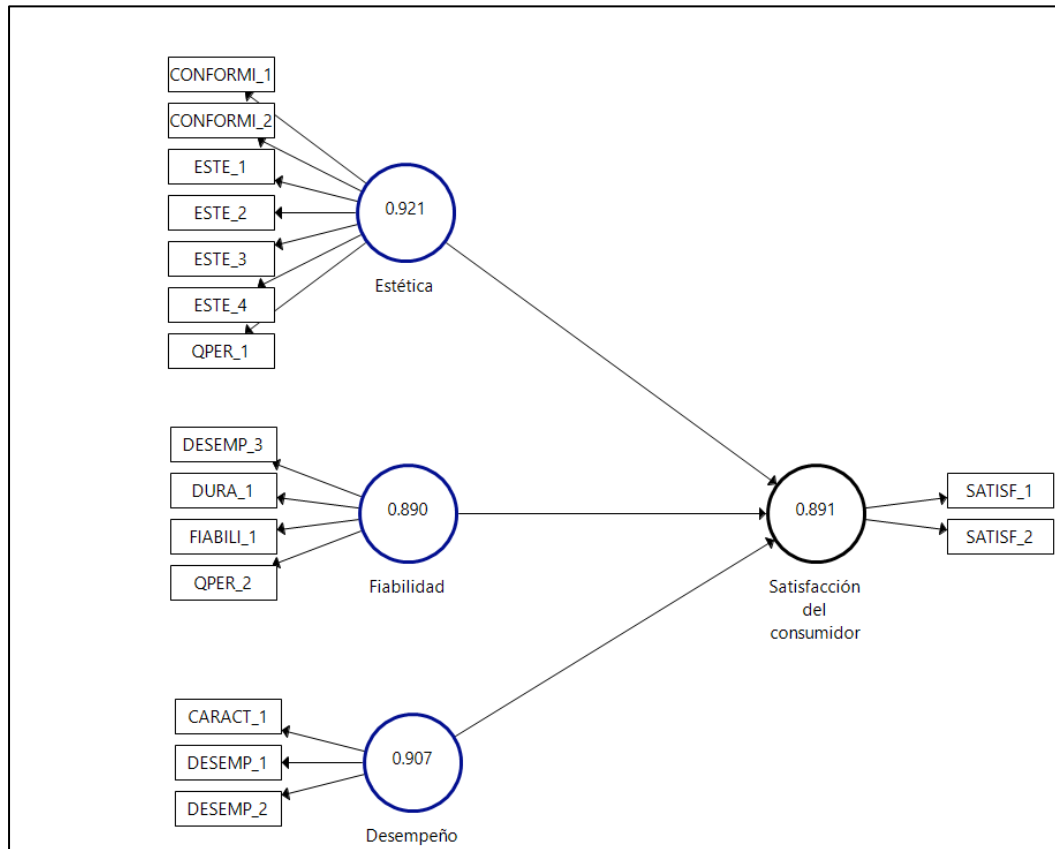 CONFORMI_1
CONFORMI_2
ESTE_1
ESTE_2
ESTE_3
ESTE_4
QPER_1
0.921
Estética
DESEMP_3
DURA_1
FIABILI_1
QPER_2
0.890
Fiabilidad
CARACT_1
DESEMP_1
DESEMP_2
0.907
Desempeño
0.891
Satisfacción
del
consumidor
SATISF_1
SATISF_2